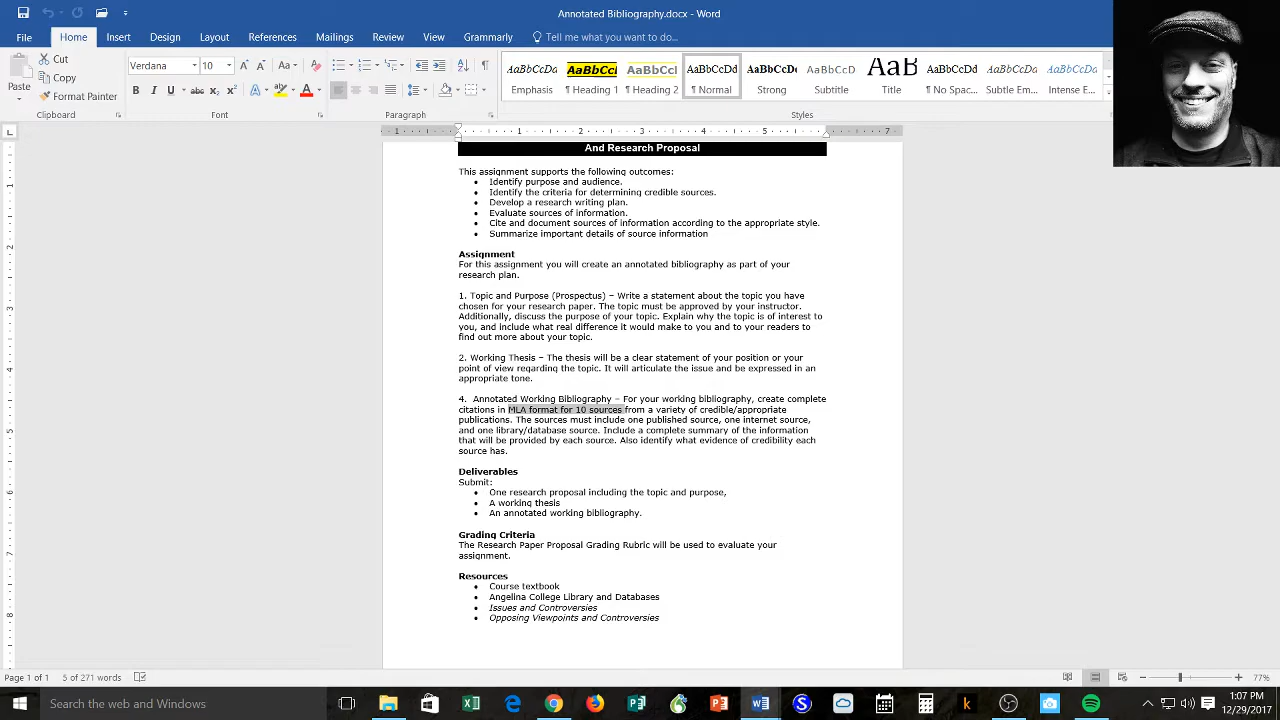 Annotated Bibliography.docx - Word
File Home Insert Design Layout References Mailings Review View Grammarly Tell me what you want to do...
Paste
Cut
Copy
Format Painter
Verdana 10
Clipboard Font Paragraph Styles
AaBbCcDd AaBbCcI AaBbCcI AaBbCcDd AaBbCcDc AaBbCcDd AaB AaBbCcDd AaBbCcDd AaBbCcDd
Emphasis ¶ Heading 1 ¶ Heading 2 ¶ Normal Strong Subtitle Title ¶ No Spac... Subtle Em... Intense E...
And Research Proposal
This assignment supports the following outcomes:
• Identify purpose and audience.
• Identify the criteria for determining credible sources.
• Develop a research writing plan.
• Evaluate sources of information.
• Cite and document sources of information according to the appropriate style.
• Summarize important details of source information
Assignment
For this assignment you will create an annotated bibliography as part of your
research plan.
1. Topic and Purpose (Prospectus) – Write a statement about the topic you have
chosen for your research paper. The topic must be approved by your instructor.
Additionally, discuss the purpose of your topic. Explain why the topic is of interest to
you, and include what real difference it would make to you and to your readers to
find out more about your topic.
2. Working Thesis – The thesis will be a clear statement of your position or your
point of view regarding the topic. It will articulate the issue and be expressed in an
appropriate tone.
4. Annotated Working Bibliography – For your working bibliography, create complete
citations in MLA format for 10 sources from a variety of credible/appropriate
publications. The sources must include one published source, one internet source,
and one library/database source. Include a complete summary of the information
that will be provided by each source. Also identify what evidence of credibility each
source has.
Deliverables
Submit:
• One research proposal including the topic and purpose,
• A working thesis
• An annotated working bibliography.
Grading Criteria
The Research Paper Proposal Grading Rubric will be used to evaluate your
assignment.
Resources
• Course textbook
• Angelina College Library and Databases
• Issues and Controversies
• Opposing Viewpoints and Controversies
Page 1 of 1 5 of 271 words 77%
Search the web and Windows
1:07 PM
12/29/2017